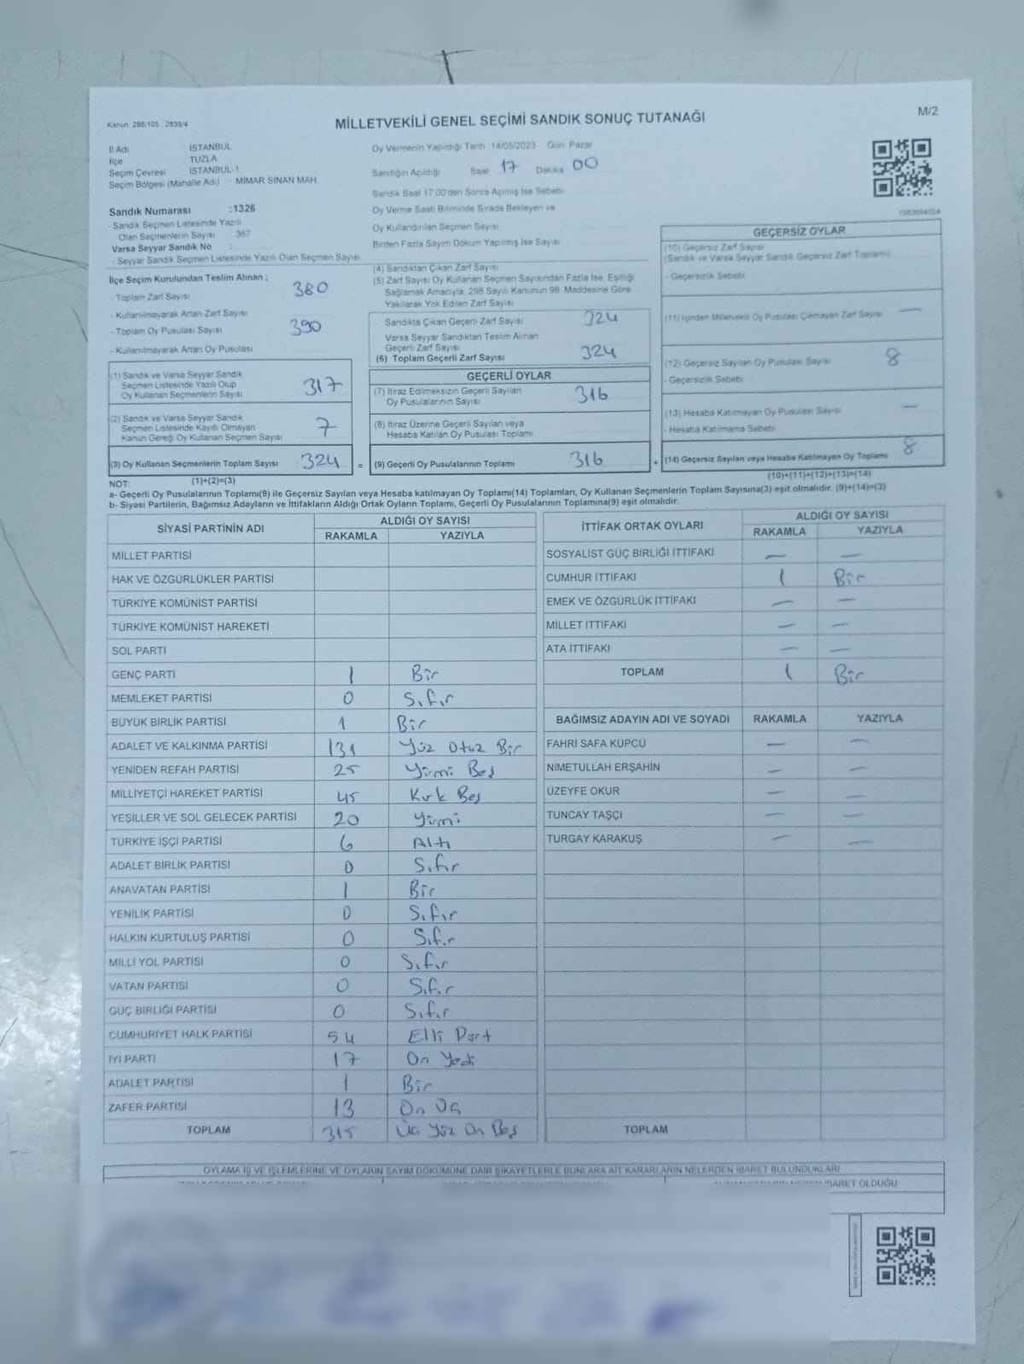 Kanun: 298/105 - 2839/4
MİLLETVEKİLİ GENEL SEÇİMİ SANDIK SONUÇ TUTANAĞI
M/2
İl Adı İSTANBUL
İlçe TUZLA
Seçim Çevresi İSTANBUL-1
Seçim Bölgesi (Mahalle Adı) MİMAR SİNAN MAH.
Oy Vermenin Yapıldığı Tarih 14/05/2023 Gün Pazar
Sandığın Açıldığı Saat 17 Dakika 00
Sandık Saat 17:00'den Sonra Açılmış İse Sebebi
Sandık Numarası :1326
Sandık Seçmen Listesinde Yazılı
Olan Seçmenlerin Sayısı : 367
Varsa Seyyar Sandık No :
Seyyar Sandık Seçmen Listesinde Yazılı Olan Seçmen Sayısı
Oy Verme Saati Bitiminde Sırada Bekleyen ve
Oy Kullandırılan Seçmen Sayısı
Birden Fazla Sayım Döküm Yapılmış İse Sayısı
İlçe Seçim Kurulundan Teslim Alınan ;
- Toplam Zarf Sayısı 380
- Kullanılmayarak Artan Zarf Sayısı
- Toplam Oy Pusulası Sayısı 390
- Kullanılmayarak Artan Oy Pusulası
(1) Sandık ve Varsa Seyyar Sandık
Seçmen Listesinde Yazılı Olup
Oy Kullanan Seçmenlerin Sayısı 317
(2) Sandık ve Varsa Seyyar Sandık
Seçmen Listesinde Kayıtlı Olmayan
Kanun Gereği Oy Kullanan Seçmen Sayısı 7
(3) Oy Kullanan Seçmenlerin Toplam Sayısı 324 =
(1)+(2)=(3)
(4) Sandıktan Çıkan Zarf Sayısı
(5) Zarf Sayısı Oy Kullanan Seçmen Sayısından Fazla İse, Eşitliği
Sağlamak Amacıyla, 298 Sayılı Kanunun 98. Maddesine Göre
Yakılarak Yok Edilen Zarf Sayısı
Sandıkta Çıkan Geçerli Zarf Sayısı 324
Varsa Seyyar Sandıktan Teslim Alınan
Geçerli Zarf Sayısı
(6) Toplam Geçerli Zarf Sayısı 324
GEÇERLİ OYLAR
(7) İtiraz Edilmeksizin Geçerli Sayılan
Oy Pusulalarının Sayısı 316
(8) İtiraz Üzerine Geçerli Sayılan veya
Hesaba Katılan Oy Pusulası Toplamı
(9) Geçerli Oy Pusulalarının Toplamı 316 +
GEÇERSİZ OYLAR
(10) Geçersiz Zarf Sayısı
(Sandık ve Varsa Seyyar Sandık Geçersiz Zarf Toplamı)
- Geçersizlik Sebebi:
(11) İçinden Milletvekili Oy Pusulası Çıkmayan Zarf Sayısı —
(12) Geçersiz Sayılan Oy Pusulası Sayısı 8
- Geçersizlik Sebebi:
(13) Hesaba Katılmayan Oy Pusulası Sayısı —
- Hesaba Katılmama Sebebi:
(14) Geçersiz Sayılan veya Hesaba Katılmayan Oy Toplamı 8
(10)+(11)+(12)+(13)=(14)
NOT:
a- Geçerli Oy Pusulalarının Toplamı(9) ile Geçersiz Sayılan veya Hesaba katılmayan Oy Toplamı(14) Toplamları, Oy Kullanan Seçmenlerin Toplam Sayısına(3) eşit olmalıdır. (9)+(14)=(3)
b- Siyasi Partilerin, Bağımsız Adayların ve İttifakların Aldığı Ortak Oyların Toplamı, Geçerli Oy Pusulalarının Toplamına(9) eşit olmalıdır.
SİYASİ PARTİNİN ADI ALDIĞI OY SAYISI
RAKAMLA YAZIYLA
MİLLET PARTİSİ
HAK VE ÖZGÜRLÜKLER PARTİSİ
TÜRKİYE KOMÜNİST PARTİSİ
TÜRKİYE KOMÜNİST HAREKETİ
SOL PARTİ
GENÇ PARTİ 1 Bir
MEMLEKET PARTİSİ 0 Sıfır
BÜYÜK BİRLİK PARTİSİ 1 Bir
ADALET VE KALKINMA PARTİSİ 131 Yüz Otuz Bir
YENİDEN REFAH PARTİSİ 25 Yirmi Beş
MİLLİYETÇİ HAREKET PARTİSİ 45 Kırk Beş
YEŞİLLER VE SOL GELECEK PARTİSİ 20 Yirmi
TÜRKİYE İŞÇİ PARTİSİ 6 Altı
ADALET BİRLİK PARTİSİ 0 Sıfır
ANAVATAN PARTİSİ 1 Bir
YENİLİK PARTİSİ 0 Sıfır
HALKIN KURTULUŞ PARTİSİ 0 Sıfır
MİLLİ YOL PARTİSİ 0 Sıfır
VATAN PARTİSİ 0 Sıfır
GÜÇ BİRLİĞİ PARTİSİ 0 Sıfır
CUMHURİYET HALK PARTİSİ 54 Elli Dört
İYİ PARTİ 17 On Yedi
ADALET PARTİSİ 1 Bir
ZAFER PARTİSİ 13 On Üç
TOPLAM 315 Üç Yüz On Beş
İTTİFAK ORTAK OYLARI ALDIĞI OY SAYISI
RAKAMLA YAZIYLA
SOSYALİST GÜÇ BİRLİĞİ İTTİFAKI — —
CUMHUR İTTİFAKI 1 Bir
EMEK VE ÖZGÜRLÜK İTTİFAKI — —
MİLLET İTTİFAKI — —
ATA İTTİFAKI — —
TOPLAM 1 Bir
BAĞIMSIZ ADAYIN ADI VE SOYADI RAKAMLA YAZIYLA
FAHRİ SAFA KÜPCÜ — —
NİMETULLAH ERŞAHİN — —
ÜZEYFE OKUR — —
TUNCAY TAŞÇI — —
TURGAY KARAKUŞ — —
TOPLAM
OYLAMA İŞ VE İŞLEMLERİNE VE OYLARIN SAYIM DÖKÜMÜNE DAİR ŞİKAYETLERLE BUNLARA AİT KARARLARIN NELERDEN İBARET BULUNDUKLARI
İBARET OLDUĞU